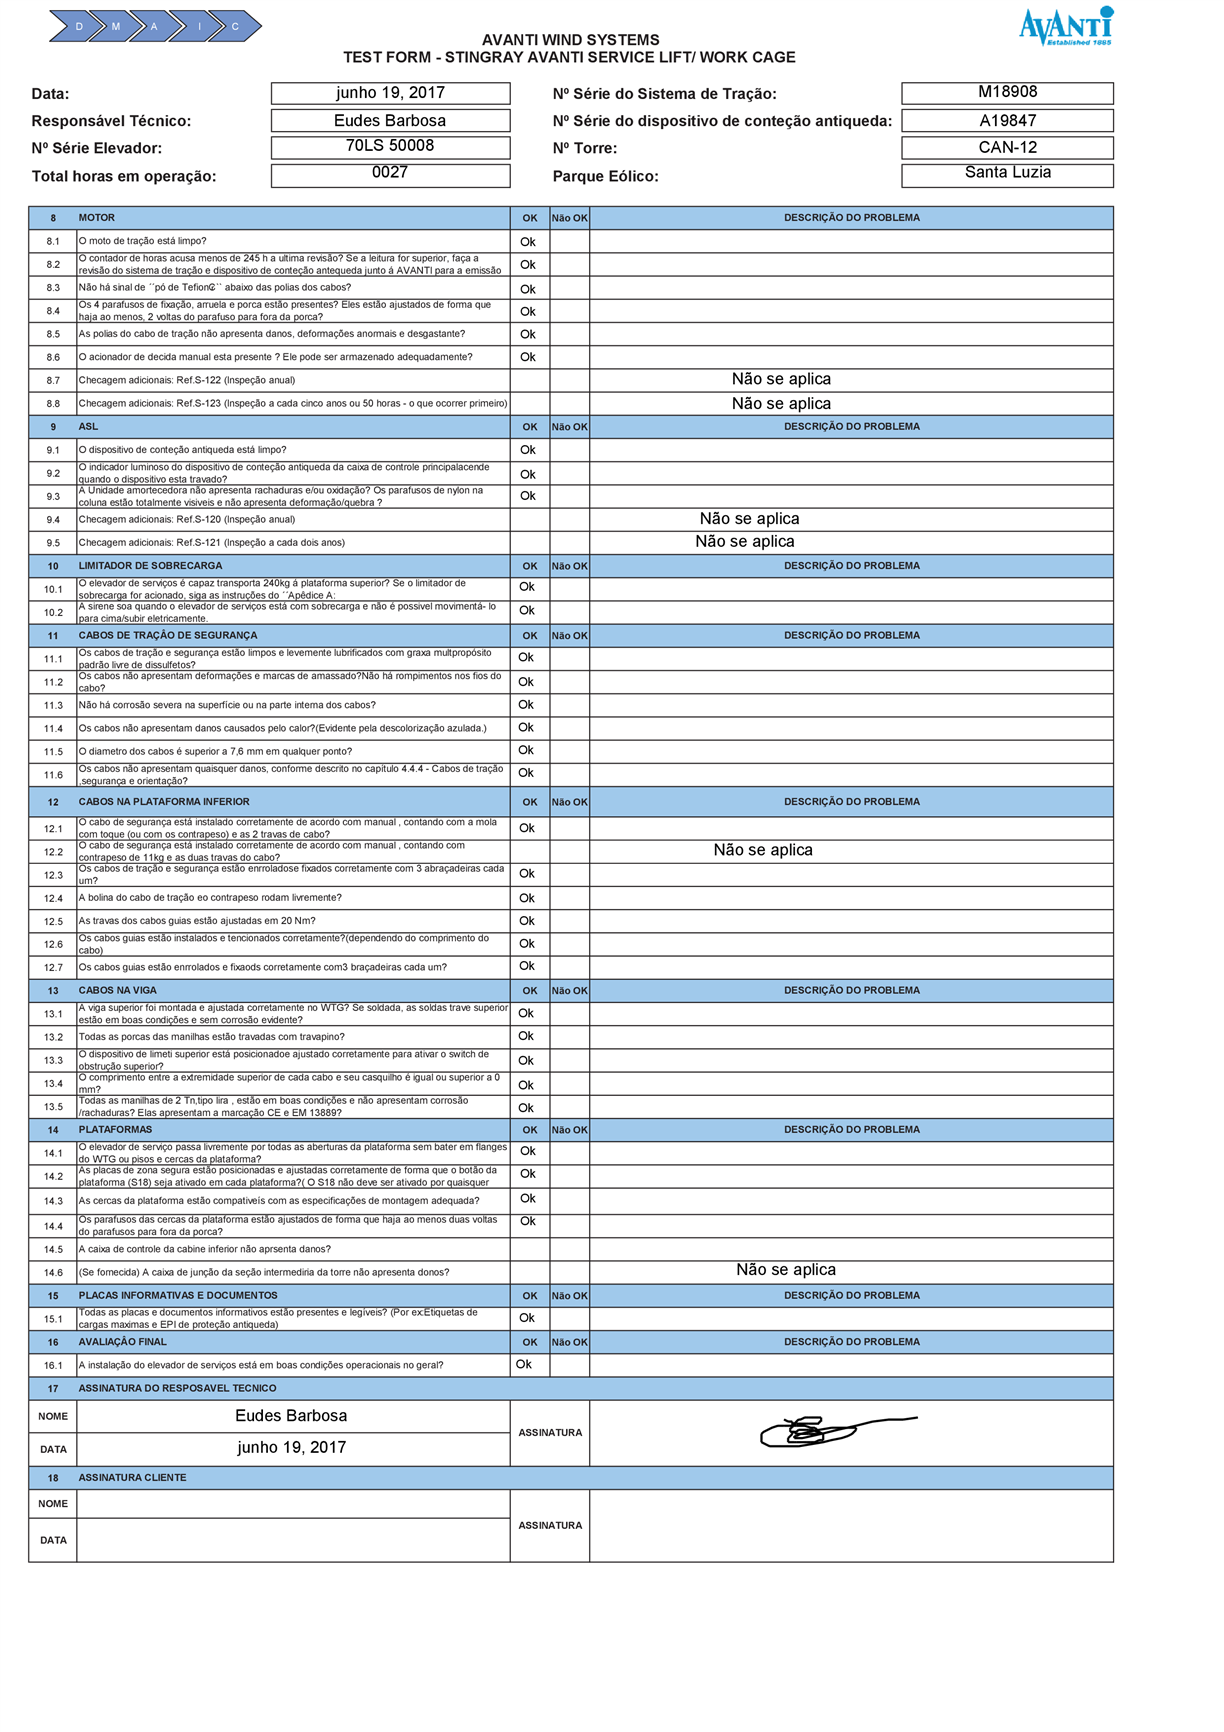 D M A I C
AVANTI
Established 1885
AVANTI WIND SYSTEMS
TEST FORM - STINGRAY AVANTI SERVICE LIFT/ WORK CAGE
Data: junho 19, 2017 Nº Série do Sistema de Tração: M18908
Responsável Técnico: Eudes Barbosa Nº Série do dispositivo de conteção antiqueda: A19847
Nº Série Elevador: 70LS 50008 Nº Torre: CAN-12
Total horas em operação: 0027 Parque Eólico: Santa Luzia
8 MOTOR OK Não OK DESCRIÇÃO DO PROBLEMA
8.1 O moto de tração está limpo? Ok
8.2 O contador de horas acusa menos de 245 h a ultima revisão? Se a leitura for superior, faça a
revisão do sistema de tração e dispositivo de conteção antequeda junto á AVANTI para a emissão Ok
8.3 Não há sinal de ´´pó de Tefion©`` abaixo das polias dos cabos? Ok
8.4 Os 4 parafusos de fixação, arruela e porca estão presentes? Eles estão ajustados de forma que
haja ao menos, 2 voltas do parafuso para fora da porca? Ok
8.5 As polias do cabo de tração não apresenta danos, deformações anormais e desgastante? Ok
8.6 O acionador de decida manual esta presente ? Ele pode ser armazenado adequadamente? Ok
8.7 Checagem adicionais: Ref.S-122 (Inspeção anual) Não se aplica
8.8 Checagem adicionais: Ref.S-123 (Inspeção a cada cinco anos ou 50 horas - o que ocorrer primeiro) Não se aplica
9 ASL OK Não OK DESCRIÇÃO DO PROBLEMA
9.1 O dispositivo de conteção antiqueda está limpo? Ok
9.2 O indicador luminoso do dispositivo de conteção antiqueda da caixa de controle principalacende
quando o dispositivo esta travado? Ok
9.3 A Unidade amortecedora não apresenta rachaduras e/ou oxidação? Os parafusos de nylon na
coluna estão totalmente visiveis e não apresenta deformação/quebra ? Ok
9.4 Checagem adicionais: Ref.S-120 (Inspeção anual) Não se aplica
9.5 Checagem adicionais: Ref.S-121 (Inspeção a cada dois anos) Não se aplica
10 LIMITADOR DE SOBRECARGA OK Não OK DESCRIÇÃO DO PROBLEMA
10.1 O elevador de serviços é capaz transporta 240kg á plataforma superior? Se o limitador de
sobrecarga for acionado, siga as instruções do ´´Apêdice A: Ok
10.2 A sirene soa quando o elevador de serviços está com sobrecarga e não é possivel movimentá- lo
para cima/subir eletricamente. Ok
11 CABOS DE TRAÇÂO DE SEGURANÇA OK Não OK DESCRIÇÃO DO PROBLEMA
11.1 Os cabos de tração e segurança estão limpos e levemente lubrificados com graxa multpropósito
padrão livre de dissulfetos? Ok
11.2 Os cabos não apresentam deformações e marcas de amassado?Não há rompimentos nos fios do
cabo? Ok
11.3 Não há corrosão severa na superfície ou na parte interna dos cabos? Ok
11.4 Os cabos não apresentam danos causados pelo calor?(Evidente pela descolorização azulada.) Ok
11.5 O diametro dos cabos é superior a 7,6 mm em qualquer ponto? Ok
11.6 Os cabos não apresentam quaisquer danos, conforme descrito no capítulo 4.4.4 - Cabos de tração
,segurança e orientação? Ok
12 CABOS NA PLATAFORMA INFERIOR OK Não OK DESCRIÇÃO DO PROBLEMA
12.1 O cabo de segurança está instalado corretamente de acordo com manual , contando com a mola
com toque (ou com os contrapeso) e as 2 travas de cabo? Ok
12.2 O cabo de segurança está instalado corretamente de acordo com manual , contando com
contrapeso de 11kg e as duas travas do cabo? Não se aplica
12.3 Os cabos de tração e segurança estão enrroladose fixados corretamente com 3 abraçadeiras cada
um? Ok
12.4 A bolina do cabo de tração eo contrapeso rodam livremente? Ok
12.5 As travas dos cabos guias estão ajustadas em 20 Nm? Ok
12.6 Os cabos guias estão instalados e tencionados corretamente?(dependendo do comprimento do
cabo) Ok
12.7 Os cabos guias estão enrrolados e fixaods corretamente com3 braçadeiras cada um? Ok
13 CABOS NA VIGA OK Não OK DESCRIÇÃO DO PROBLEMA
13.1 A viga superior foi montada e ajustada corretamente no WTG? Se soldada, as soldas trave superior
estão em boas condições e sem corrosão evidente? Ok
13.2 Todas as porcas das manilhas estão travadas com travapino? Ok
13.3 O dispositivo de limeti superior está posicionadoe ajustado corretamente para ativar o switch de
obstrução superior? Ok
13.4 O comprimento entre a extremidade superior de cada cabo e seu casquilho é igual ou superior a 0
mm? Ok
13.5 Todas as manilhas de 2 Tn,tipo lira , estão em boas condições e não apresentam corrosão
/rachaduras? Elas apresentam a marcação CE e EM 13889? Ok
14 PLATAFORMAS OK Não OK DESCRIÇÃO DO PROBLEMA
14.1 O elevador de serviço passa livremente por todas as aberturas da plataforma sem bater em flanges
do WTG ou pisos e cercas da plataforma? Ok
14.2 As placas de zona segura estão posicionadas e ajustadas corretamente de forma que o botão da
plataforma (S18) seja ativado em cada plataforma?( O S18 não deve ser ativado por quaisquer Ok
14.3 As cercas da plataforma estão compativeís com as especificações de montagem adequada? Ok
14.4 Os parafusos das cercas da plataforma estão ajustados de forma que haja ao menos duas voltas
do parafusos para fora da porca? Ok
14.5 A caixa de controle da cabine inferior não aprsenta danos?
14.6 (Se fornecida) A caixa de junção da seção intermediria da torre não apresenta donos? Não se aplica
15 PLACAS INFORMATIVAS E DOCUMENTOS OK Não OK DESCRIÇÃO DO PROBLEMA
15.1 Todas as placas e documentos informativos estão presentes e legíveis? (Por ex:Etiquetas de
cargas maximas e EPI de proteção antiqueda) Ok
16 AVALIAÇÂO FINAL OK Não OK DESCRIÇÃO DO PROBLEMA
16.1 A instalação do elevador de serviços está em boas condições operacionais no geral? Ok
17 ASSINATURA DO RESPOSAVEL TECNICO
NOME Eudes Barbosa ASSINATURA
DATA junho 19, 2017
18 ASSINATURA CLIENTE
NOME ASSINATURA
DATA